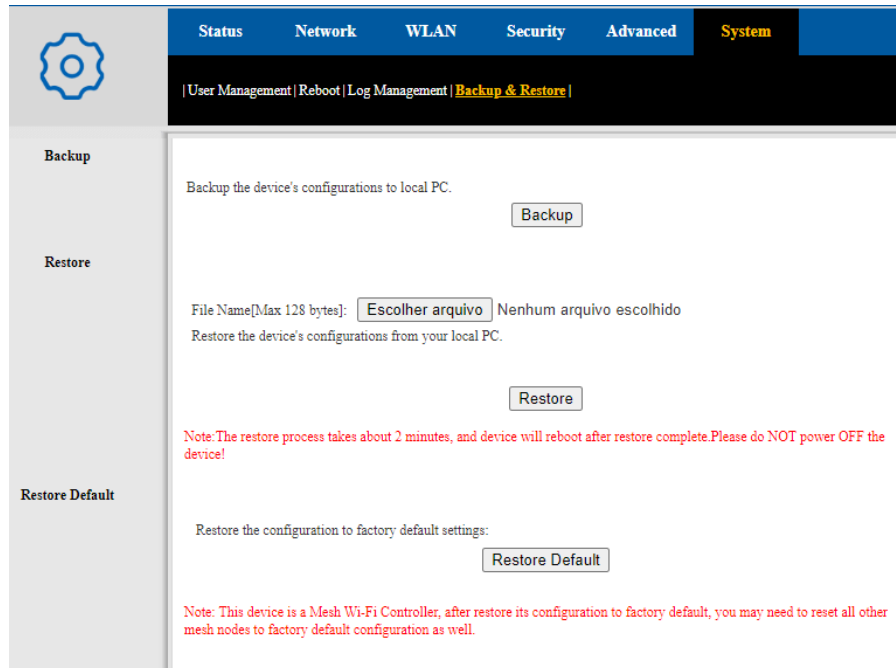 Status Network WLAN Security Advanced System
|User Management|Reboot|Log Management|Backup & Restore|
Backup
Backup the device's configurations to local PC.
Backup
Restore
File Name[Max 128 bytes]: Escolher arquivo Nenhum arquivo escolhido
Restore the device's configurations from your local PC.
Restore
Note:The restore process takes about 2 minutes, and device will reboot after restore complete.Please do NOT power OFF the
device!
Restore Default
Restore the configuration to factory default settings:
Restore Default
Note: This device is a Mesh Wi-Fi Controller, after restore its configuration to factory default, you may need to reset all other
mesh nodes to factory default configuration as well.